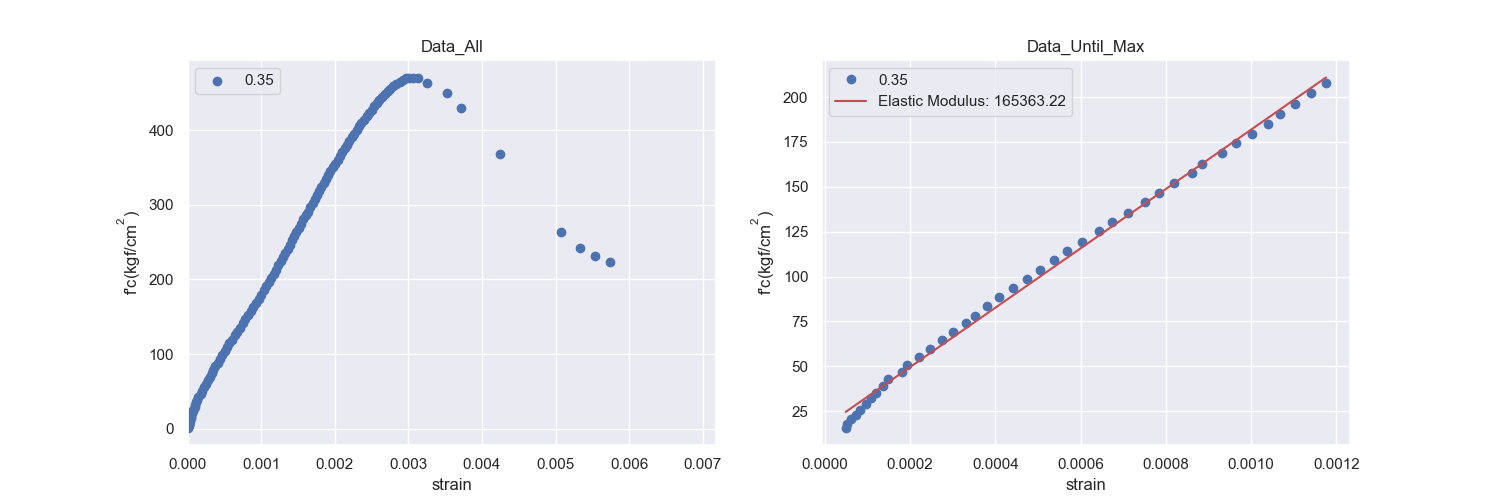 Data_All
0.35
f'c(kgf/cm²)
400
300
200
100
0
0.000 0.001 0.002 0.003 0.004 0.005 0.006 0.007
strain
Data_Until_Max
0.35
Elastic Modulus: 165363.22
f'c(kgf/cm²)
200
175
150
125
100
75
50
25
0.0000 0.0002 0.0004 0.0006 0.0008 0.0010 0.0012
strain